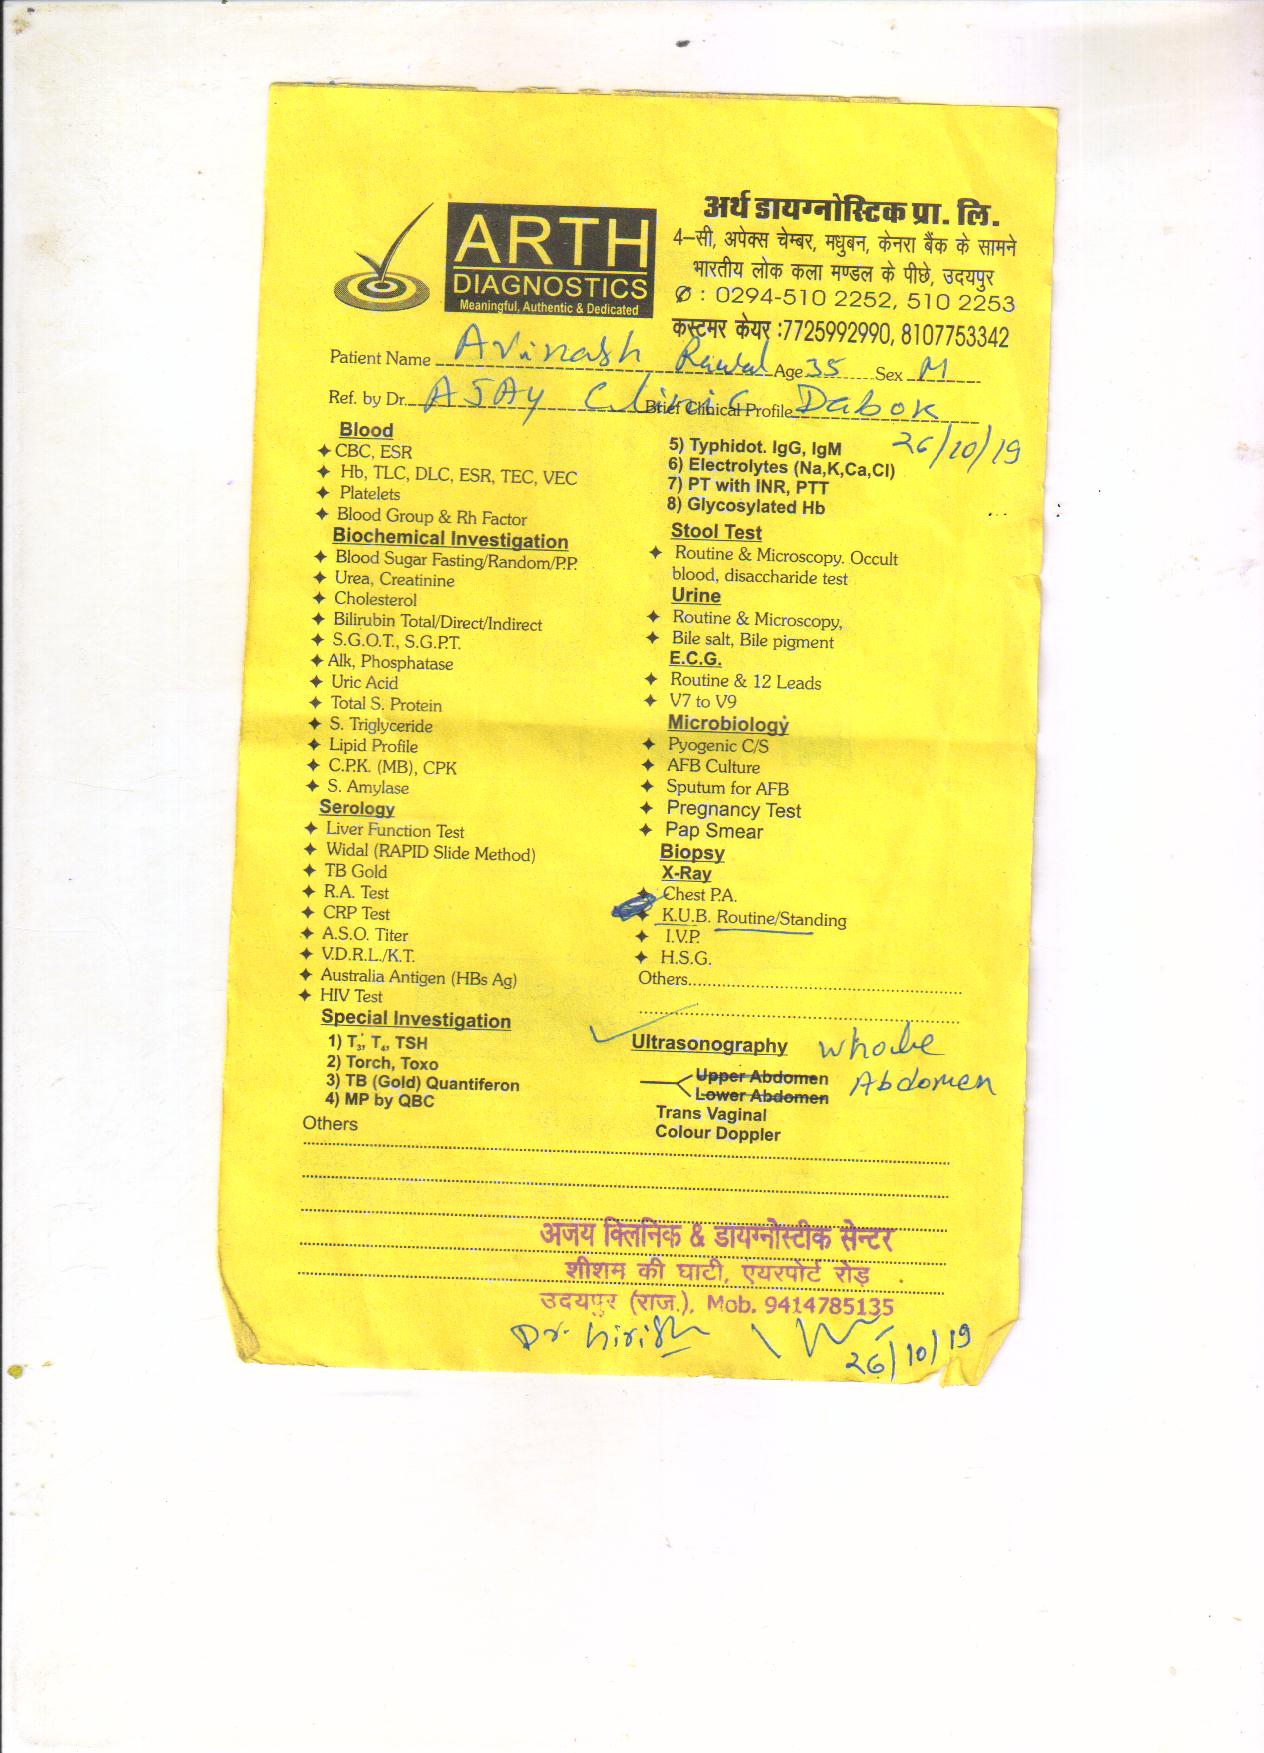 ARTH
DIAGNOSTICS
Meaningful, Authentic & Dedicated
अर्थ डायग्नोस्टिक प्रा. लि.
4-सी, अपेक्स चेम्बर, मधुबन, केनरा बैंक के सामने
भारतीय लोक कला मण्डल के पीछे, उदयपुर
: 0294-510 2252, 510 2253
कस्टमर केयर :7725992990, 8107753342
Patient Name Avinash Rawal Age 35 Sex M
Ref. by Dr. AJAY Clinic Brief Clinical Profile Dabok
26/10/19
Blood
CBC, ESR
Hb, TLC, DLC, ESR, TEC, VEC
Platelets
Blood Group & Rh Factor
Biochemical Investigation
Blood Sugar Fasting/Random/P.P.
Urea, Creatinine
Cholesterol
Bilirubin Total/Direct/Indirect
S.G.O.T., S.G.P.T.
Alk, Phosphatase
Uric Acid
Total S. Protein
S. Triglyceride
Lipid Profile
C.P.K. (MB), CPK
S. Amylase
Serology
Liver Function Test
Widal (RAPID Slide Method)
TB Gold
R.A. Test
CRP Test
A.S.O. Titer
V.D.R.L./K.T.
Australia Antigen (HBs Ag)
HIV Test
Special Investigation
1) T3, T4, TSH
2) Torch, Toxo
3) TB (Gold) Quantiferon
4) MP by QBC
Others
5) Typhidot. IgG, IgM
6) Electrolytes (Na,K,Ca,Cl)
7) PT with INR, PTT
8) Glycosylated Hb
Stool Test
Routine & Microscopy. Occult
blood, disaccharide test
Urine
Routine & Microscopy,
Bile salt, Bile pigment
E.C.G.
Routine & 12 Leads
V7 to V9
Microbiology
Pyogenic C/S
AFB Culture
Sputum for AFB
Pregnancy Test
Pap Smear
Biopsy
X-Ray
Chest P.A.
K.U.B. Routine/Standing
I.V.P.
H.S.G.
Others
Ultrasonography whole
Upper Abdomen Abdomen
Lower Abdomen
Trans Vaginal
Colour Doppler
अजय क्लिनिक & डायग्नोस्टीक सेन्टर
शीशम की घाटी, एयरपोर्ट रोड़
उदयपुर (राज.). Mob. 9414785135
Dr.
26/10/19